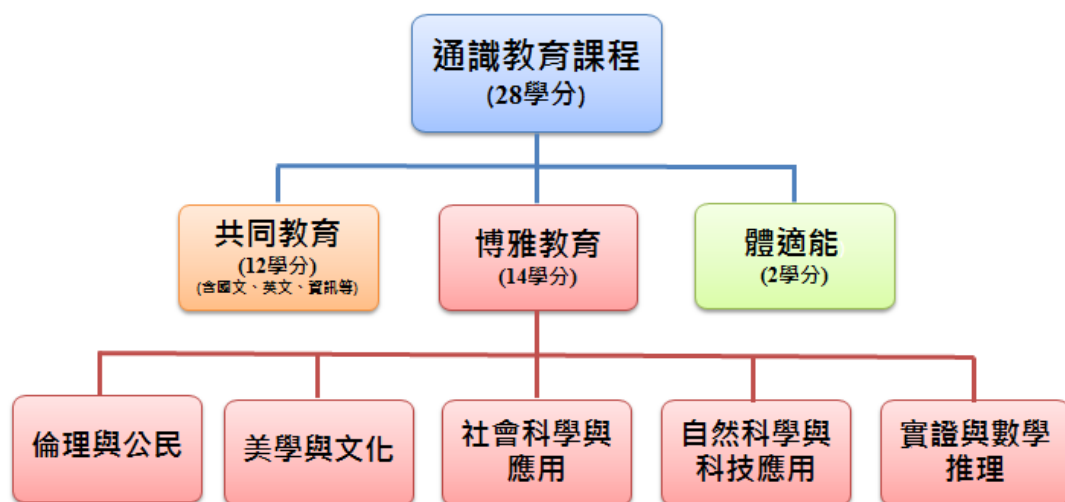 通識教育課程
(28學分)
共同教育
(12學分)
(含國文、英文、資訊等)
博雅教育
(14學分)
體適能
(2學分)
倫理與公民
美學與文化
社會科學與
應用
自然科學與
科技應用
實證與數學
推理